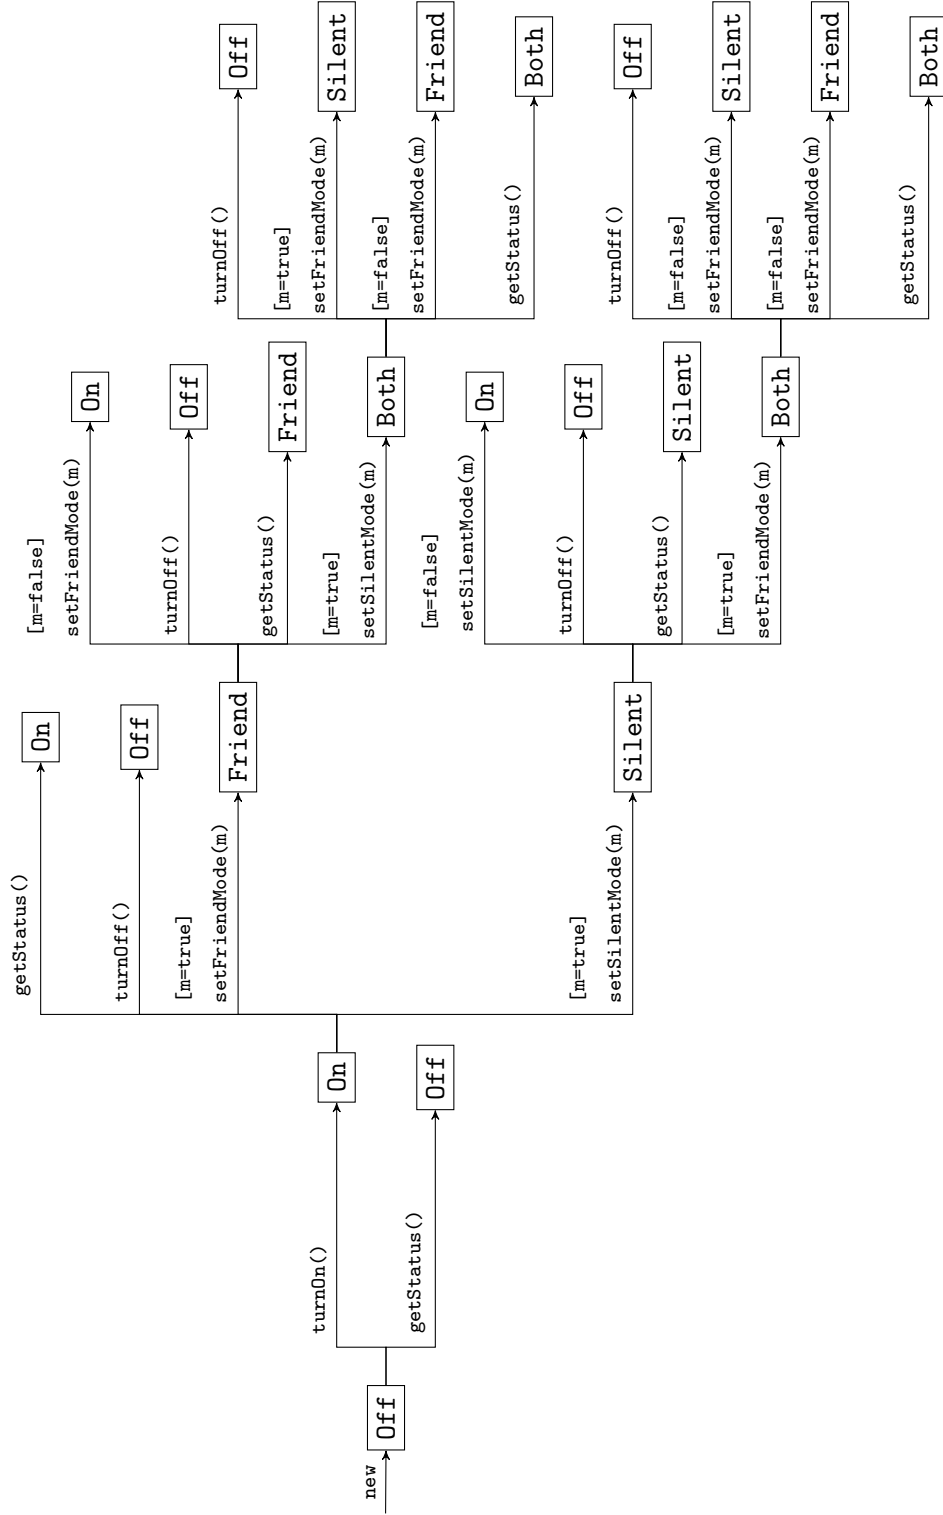 new
Off
turnOn()
On
getStatus()
Off
getStatus()
On
turnOff()
Off
[m=true]
setFriendMode(m)
Friend
[m=true]
setSilentMode(m)
Silent
[m=false]
setFriendMode(m)
On
turnOff()
Off
getStatus()
Friend
[m=true]
setSilentMode(m)
Both
[m=false]
setSilentMode(m)
On
turnOff()
Off
getStatus()
Silent
[m=true]
setFriendMode(m)
Both
turnOff()
Off
[m=true]
setFriendMode(m)
Silent
[m=false]
setFriendMode(m)
Friend
getStatus()
Both
turnOff()
Off
[m=false]
setFriendMode(m)
Silent
[m=false]
setFriendMode(m)
Friend
getStatus()
Both